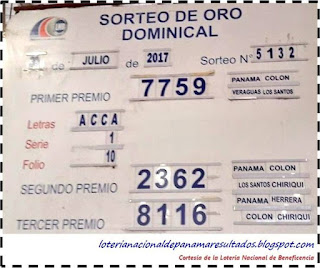 SORTEO DE ORO
DOMINICAL
de JULIO de 2017 Sorteo N° 5132
PRIMER PREMIO 7759 PANAMA COLON
VERAGUAS LOS SANTOS
Letras ACCA
Serie 1
Folio 10
SEGUNDO PREMIO 2362 PANAMA COLON
LOS SANTOS CHIRIQUI
TERCER PREMIO 8116 PANAMA HERRERA
COLON CHIRIQUI
loterianacionaldepanamaresultados.blogspot.com
Cortesía de la Lotería Nacional de Beneficencia